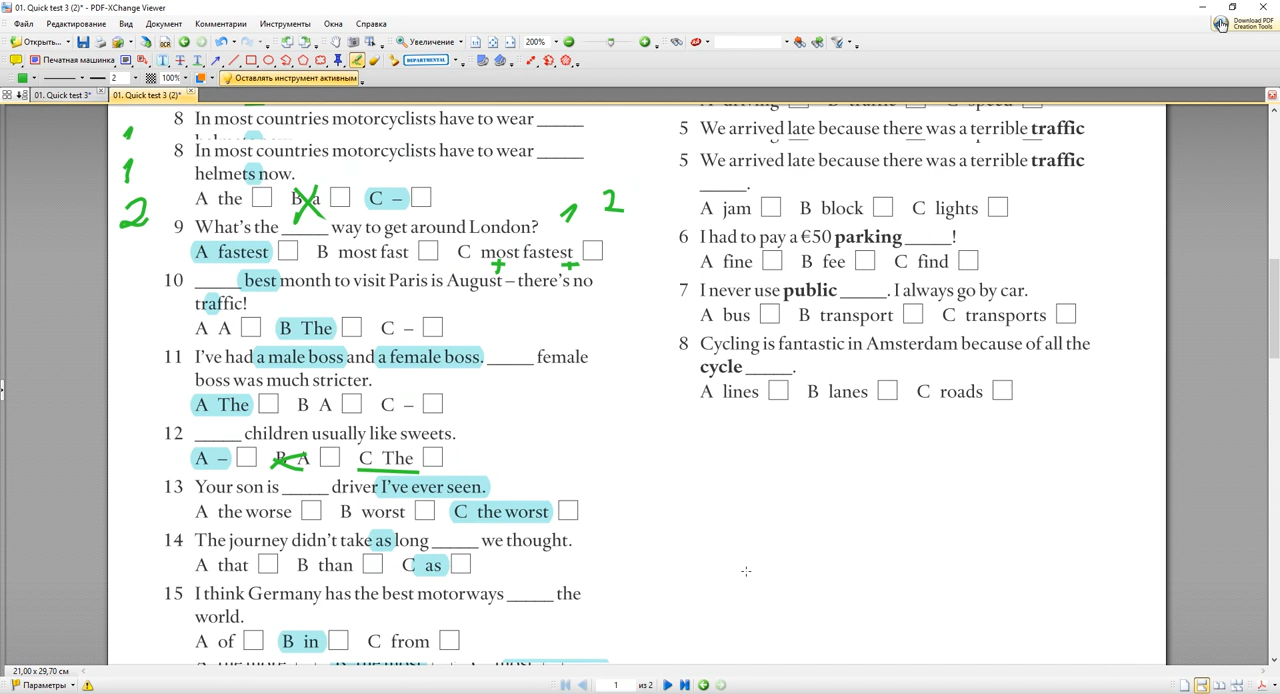 01. Quick test 3 (2)* - PDF-XChange Viewer
Файл Редактирование Вид Документ Комментарии Инструменты Окна Справка
Открыть... OCR Увеличение 200%
Download PDF
Creation Tools
Печатная машинка DEPARTMENTAL
2 100% Оставлять инструмент активным
01. Quick test 3* 01. Quick test 3 (2)*
8 In most countries motorcyclists have to wear _____
1
8 In most countries motorcyclists have to wear _____
helmets now.
1
A the B a C –
2
9 What's the _____ way to get around London?
1 2
A fastest B most fast C most fastest
+ +
10 _____ best month to visit Paris is August – there's no
traffic!
A A B The C –
11 I've had a male boss and a female boss. _____ female
boss was much stricter.
A The B A C –
12 _____ children usually like sweets.
A – B A C The
13 Your son is _____ driver I've ever seen.
A the worse B worst C the worst
14 The journey didn't take as long _____ we thought.
A that B than C as
15 I think Germany has the best motorways _____ the
world.
A of B in C from
5 We arrived late because there was a terrible traffic
5 We arrived late because there was a terrible traffic
_____.
A jam B block C lights
6 I had to pay a €50 parking _____!
A fine B fee C find
7 I never use public _____. I always go by car.
A bus B transport C transports
8 Cycling is fantastic in Amsterdam because of all the
cycle _____.
A lines B lanes C roads
21,00 x 29,70 см
Параметры 1 из 2